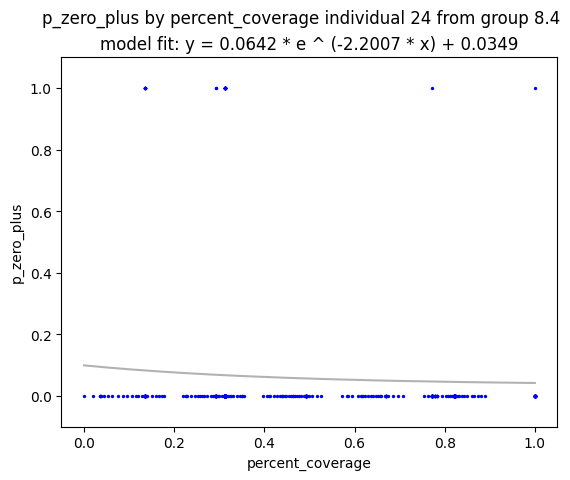 p_zero_plus by percent_coverage individual 24 from group 8.4
model fit: y = 0.0642 * e ^ (-2.2007 * x) + 0.0349
1.0
0.8
0.6
0.4
0.2
0.0
p_zero_plus
0.0 0.2 0.4 0.6 0.8 1.0
percent_coverage